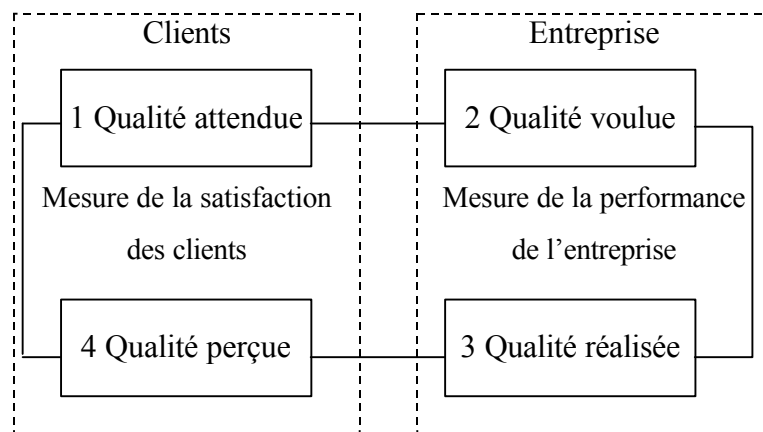 Clients
Entreprise
1 Qualité attendue
2 Qualité voulue
Mesure de la satisfaction
des clients
Mesure de la performance
de l’entreprise
4 Qualité perçue
3 Qualité réalisée